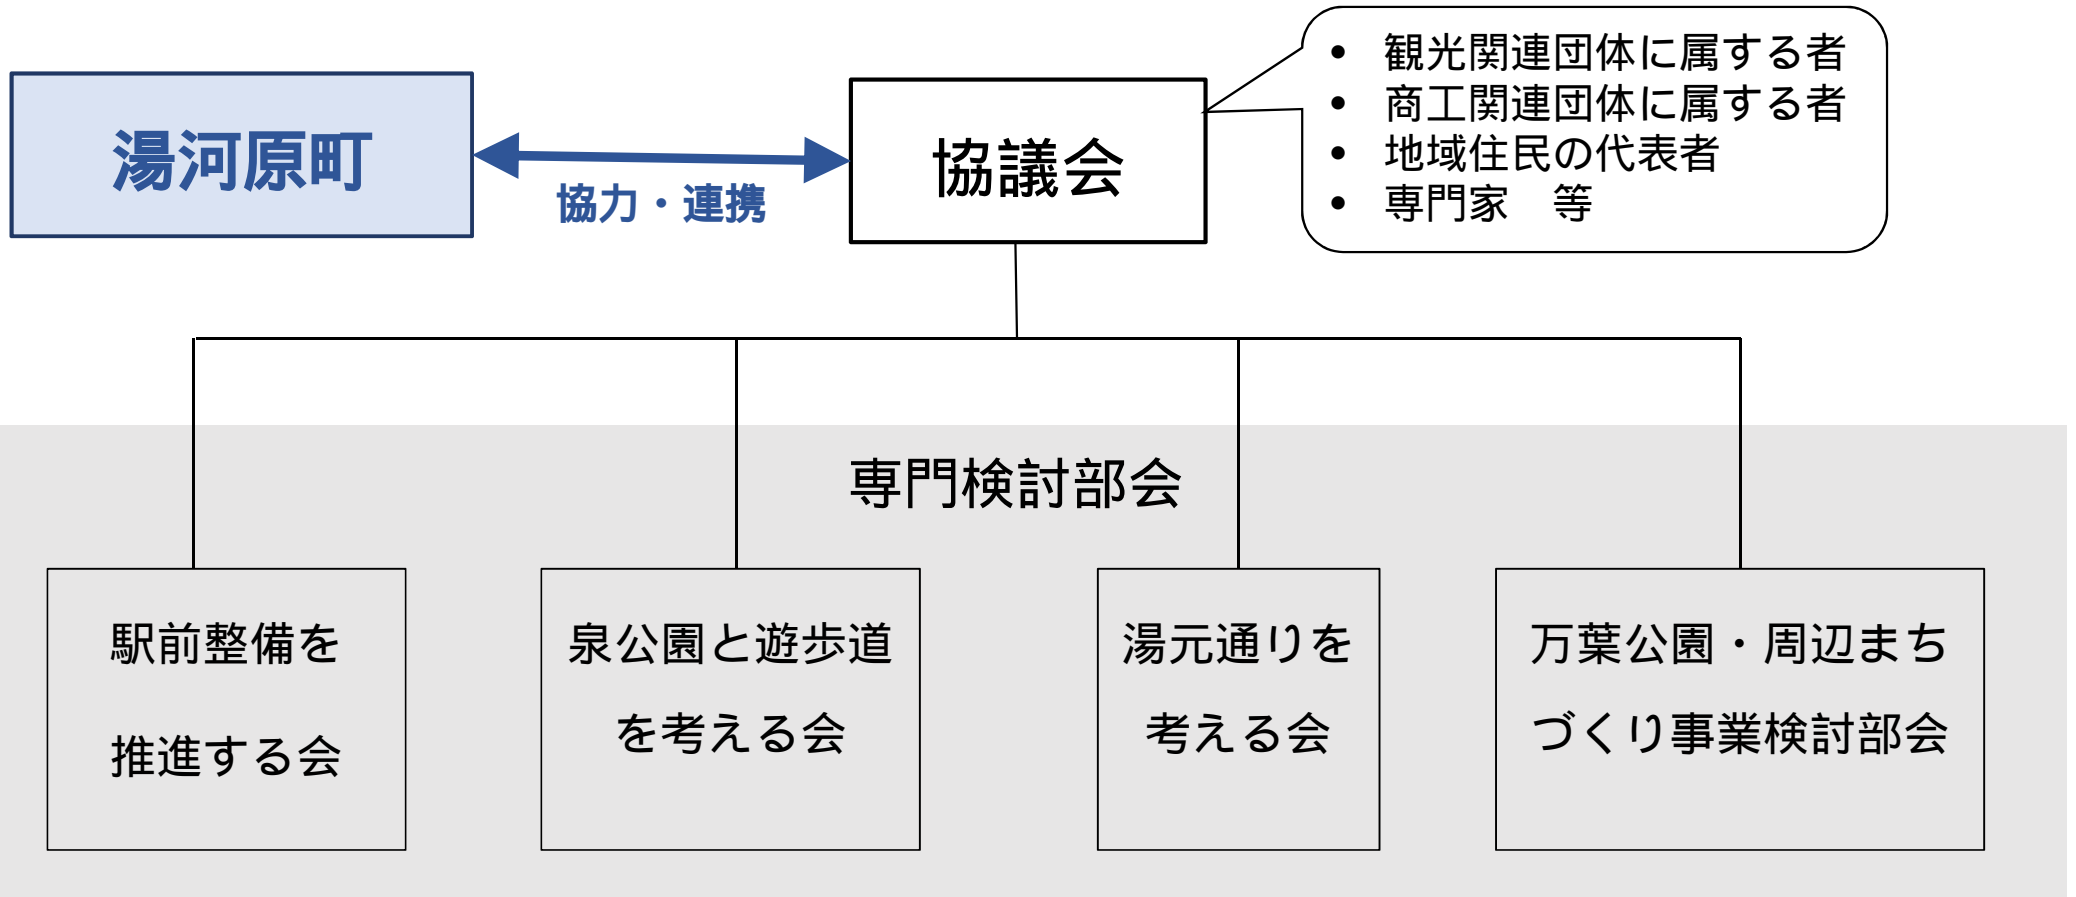 湯河原町
協力・連携
協議会
• 観光関連団体に属する者
• 商工関連団体に属する者
• 地域住民の代表者
• 専門家　等
専門検討部会
駅前整備を
推進する会
泉公園と遊歩道
を考える会
湯元通りを
考える会
万葉公園・周辺まち
づくり事業検討部会